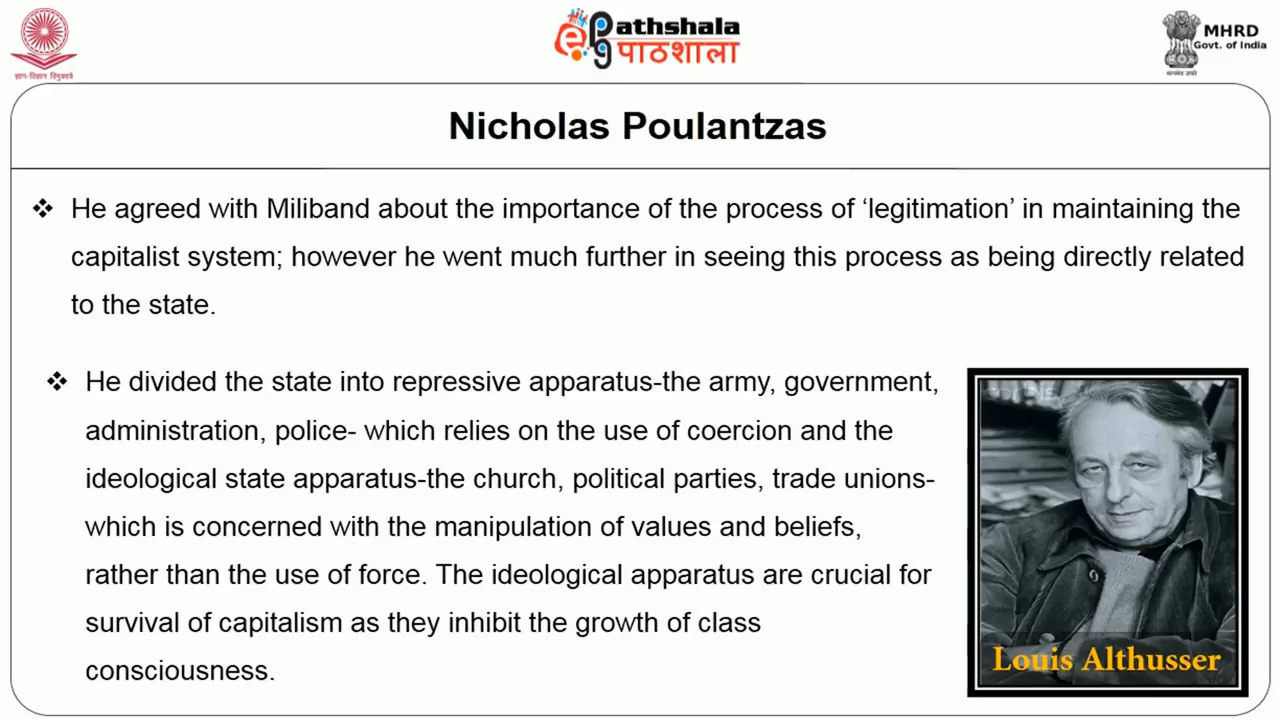 ज्ञान-विज्ञान विमुक्तये
ePathshala
पाठशाला
MHRD
Govt. of India
सत्यमेव जयते
Nicholas Poulantzas
❖ He agreed with Miliband about the importance of the process of ‘legitimation’ in maintaining the
capitalist system; however he went much further in seeing this process as being directly related
to the state.
❖ He divided the state into repressive apparatus-the army, government,
administration, police- which relies on the use of coercion and the
ideological state apparatus-the church, political parties, trade unions-
which is concerned with the manipulation of values and beliefs,
rather than the use of force. The ideological apparatus are crucial for
survival of capitalism as they inhibit the growth of class
consciousness.
Louis Althusser